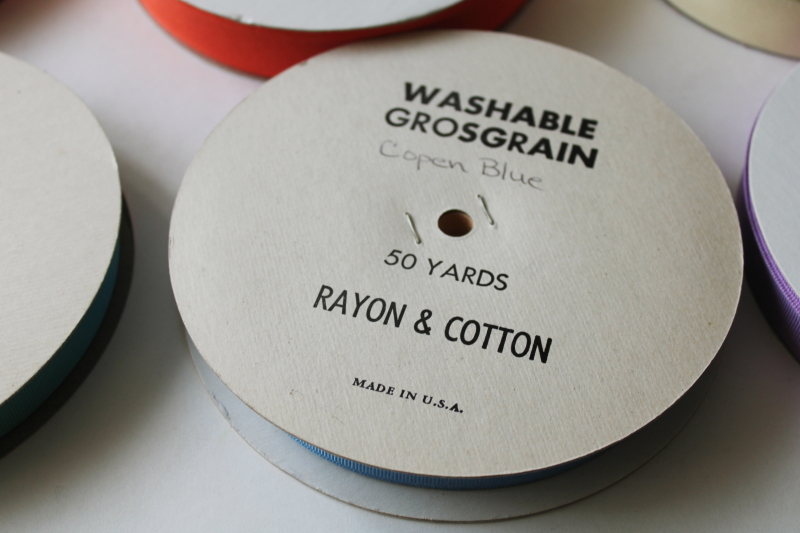 WASHABLE
GROSGRAIN
Copen Blue
50 YARDS
RAYON & COTTON
MADE IN U.S.A.